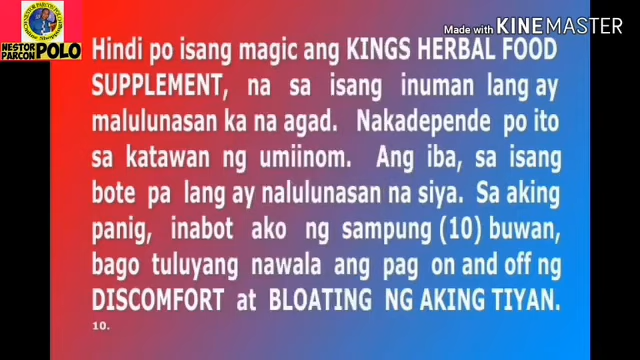 NESTOR PARCON POLO
Made with KINEMASTER
Hindi po isang magic ang KINGS HERBAL FOOD
SUPPLEMENT, na sa isang inuman lang ay
malulunasan ka na agad. Nakadepende po ito
sa katawan ng umiinom. Ang iba, sa isang
bote pa lang ay nalulunasan na siya. Sa aking
panig, inabot ako ng sampung (10) buwan,
bago tuluyang nawala ang pag on and off ng
DISCOMFORT at BLOATING NG AKING TIYAN.
10.